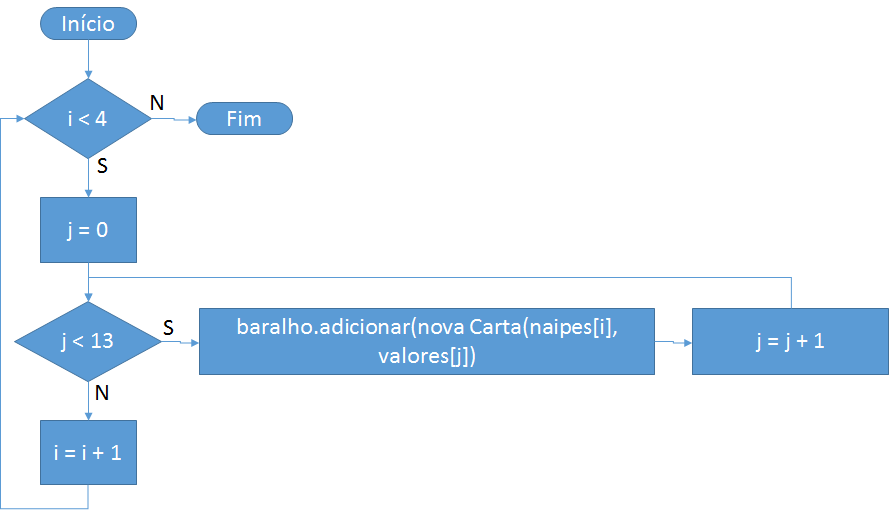 Início
i < 4
N
Fim
S
j = 0
j < 13
S
baralho.adicionar(nova Carta(naipes[i],
valores[j])
j = j + 1
N
i = i + 1